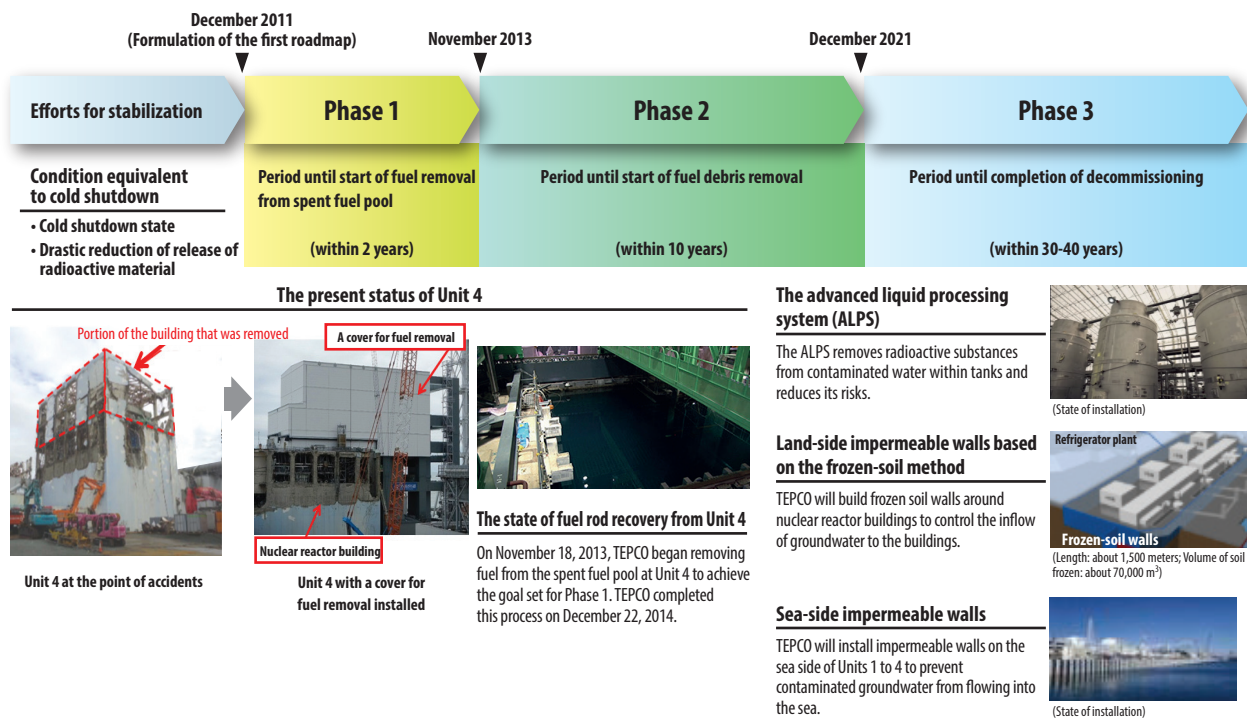 December 2011
(Formulation of the first roadmap)
November 2013
December 2021
Efforts for stabilization
Phase 1
Phase 2
Phase 3
Condition equivalent
to cold shutdown
• Cold shutdown state
• Drastic reduction of release of
radioactive material
Period until start of fuel removal
from spent fuel pool
(within 2 years)
Period until start of fuel debris removal
(within 10 years)
Period until completion of decommissioning
(within 30-40 years)
The present status of Unit 4
Portion of the building that was removed
Unit 4 at the point of accidents
A cover for fuel removal
Nuclear reactor building
Unit 4 with a cover for
fuel removal installed
The state of fuel rod recovery from Unit 4
On November 18, 2013, TEPCO began removing
fuel from the spent fuel pool at Unit 4 to achieve
the goal set for Phase 1. TEPCO completed
this process on December 22, 2014.
The advanced liquid processing
system (ALPS)
The ALPS removes radioactive substances
from contaminated water within tanks and
reduces its risks.
(State of installation)
Land-side impermeable walls based
on the frozen-soil method
TEPCO will build frozen soil walls around
nuclear reactor buildings to control the inflow
of groundwater to the buildings.
Refrigerator plant
Frozen-soil walls
(Length: about 1,500 meters; Volume of soil
frozen: about 70,000 m³)
Sea-side impermeable walls
TEPCO will install impermeable walls on the
sea side of Units 1 to 4 to prevent
contaminated groundwater from flowing into
the sea.
(State of installation)